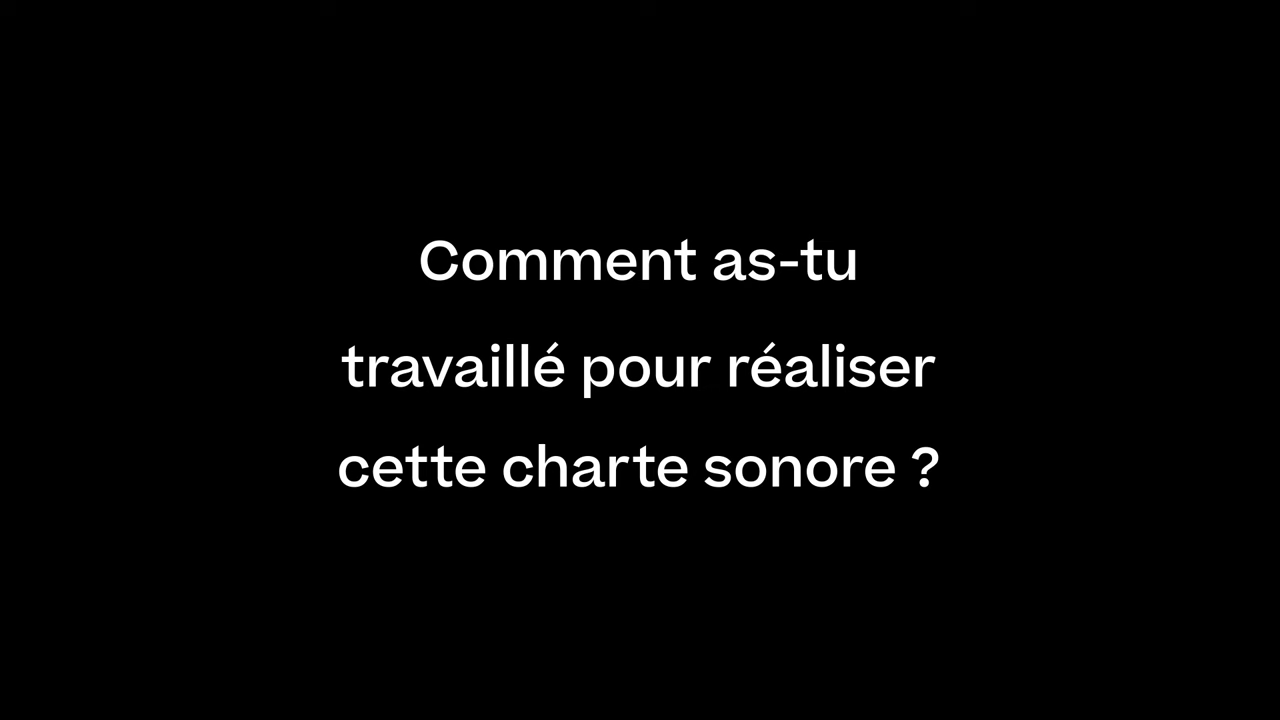 Comment as-tu
travaillé pour réaliser
cette charte sonore ?